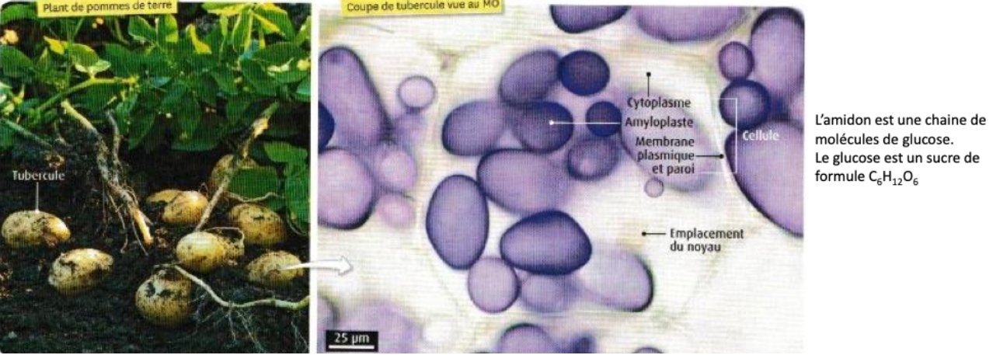 Plant de pommes de terre
Tubercule
Coupe de tubercule vue au MO
Cytoplasme
Amyloplaste
Membrane
plasmique
et paroi
Cellule
Emplacement
du noyau
25 µm
L’amidon est une chaine de
molécules de glucose.
Le glucose est un sucre de
formule C₆H₁₂O₆